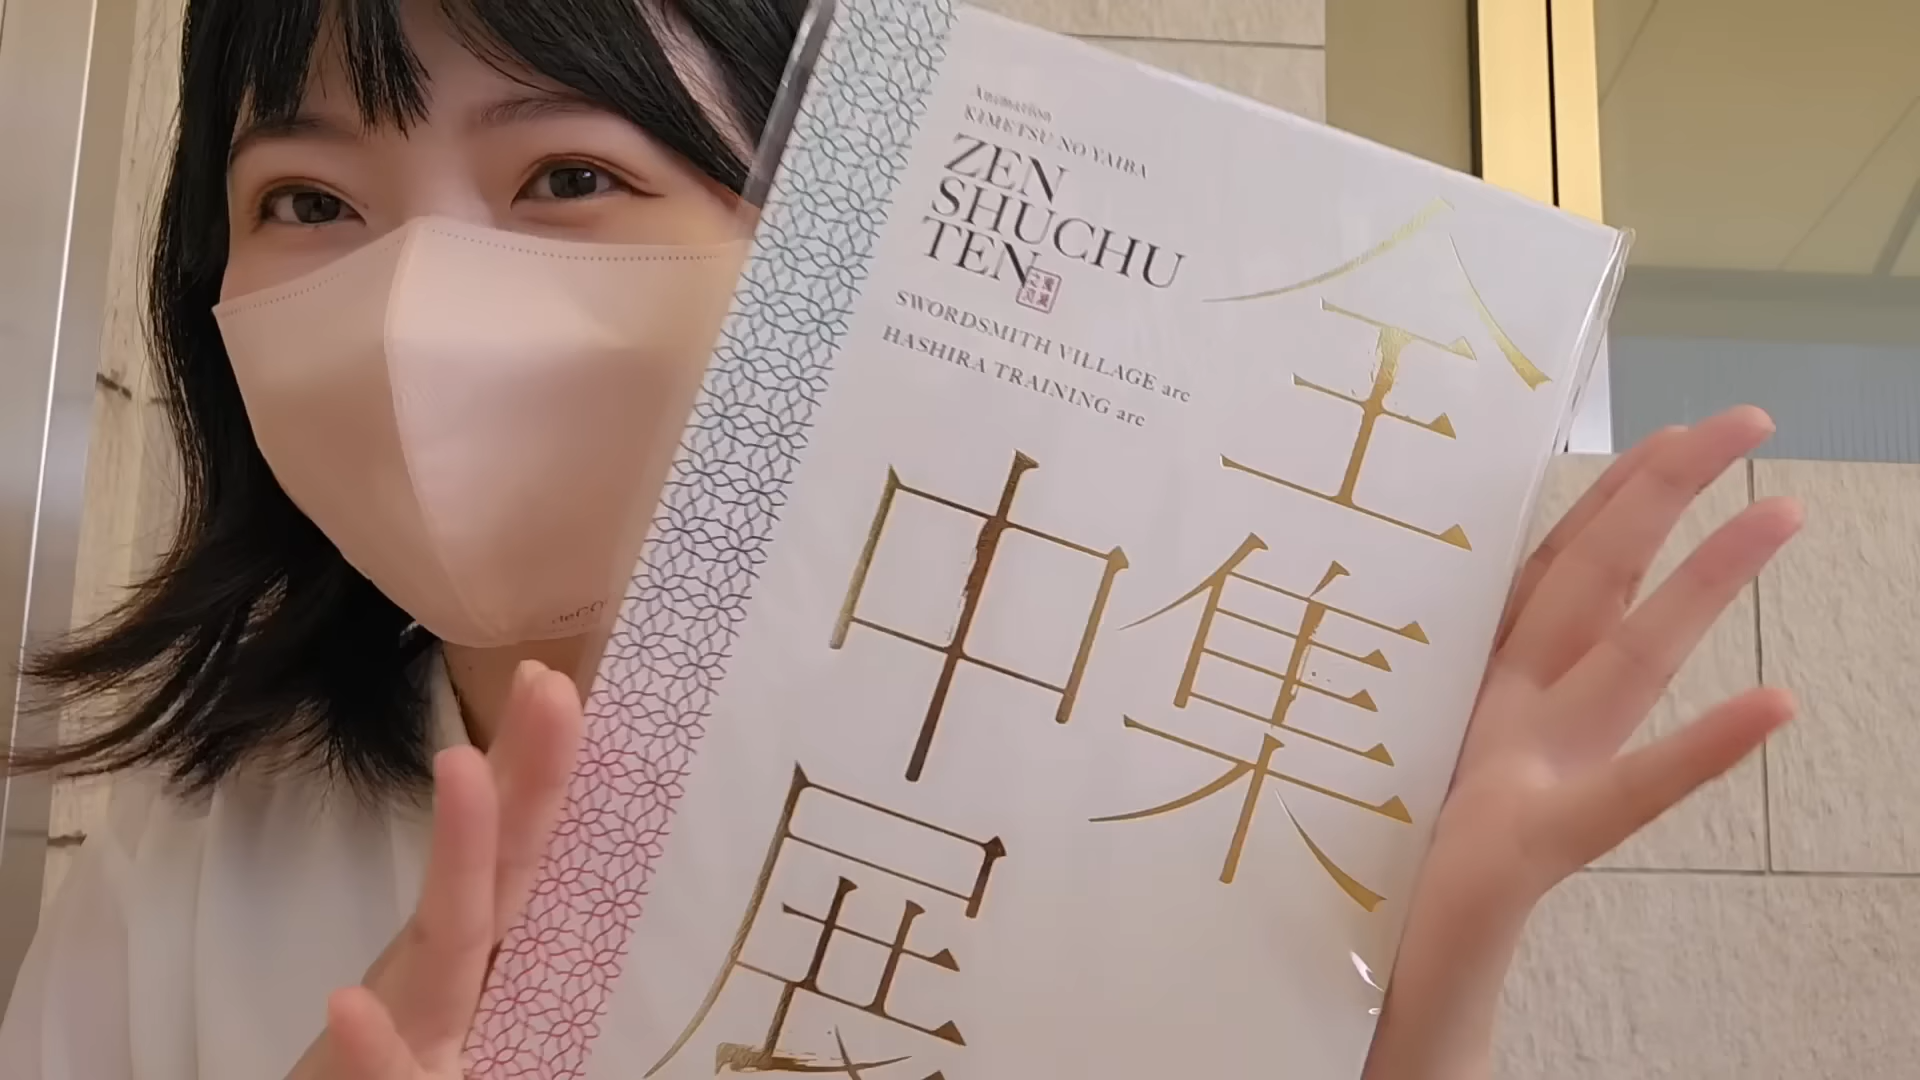 Animation
KIMETSU NO YAIBA
ZEN
SHUCHU
TEN
SWORDSMITH VILLAGE arc
HASHIRA TRAINING arc
全集
中展